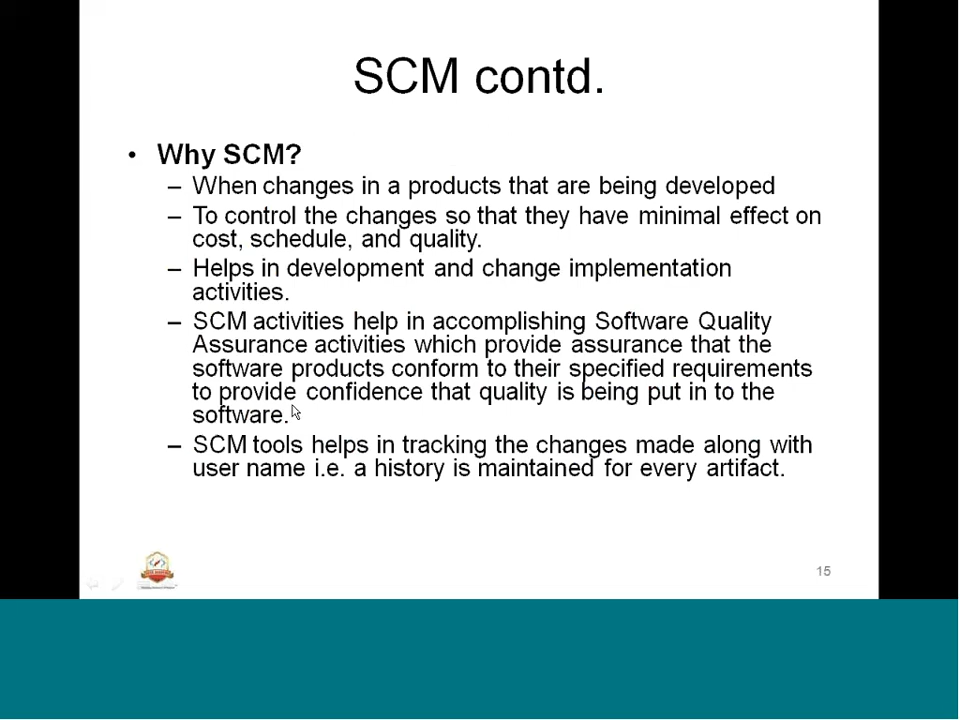 SCM contd.
• Why SCM?
– When changes in a products that are being developed
– To control the changes so that they have minimal effect on
cost, schedule, and quality.
– Helps in development and change implementation
activities.
– SCM activities help in accomplishing Software Quality
Assurance activities which provide assurance that the
software products conform to their specified requirements
to provide confidence that quality is being put in to the
software.
– SCM tools helps in tracking the changes made along with
user name i.e. a history is maintained for every artifact.
15